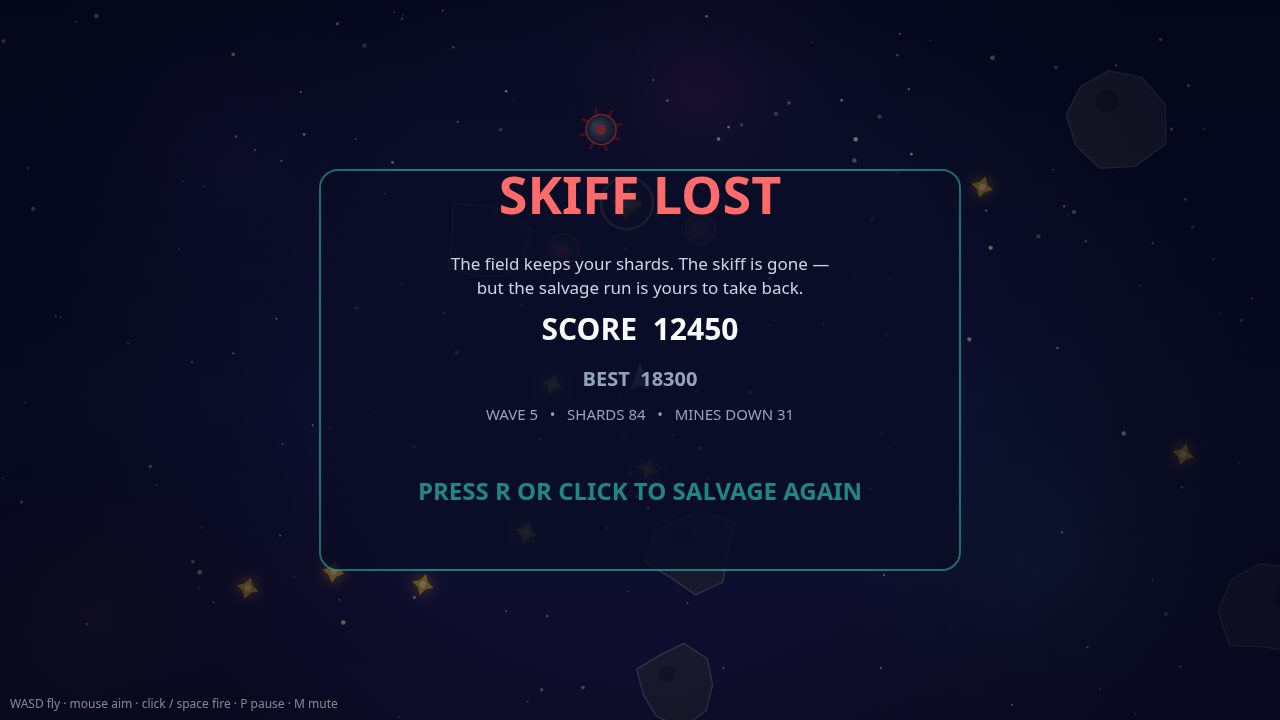 SKIFF LOST
The field keeps your shards. The skiff is gone —
but the salvage run is yours to take back.
SCORE 12450
BEST 18300
WAVE 5 • SHARDS 84 • MINES DOWN 31
PRESS R OR CLICK TO SALVAGE AGAIN
WASD fly · mouse aim · click / space fire · P pause · M mute